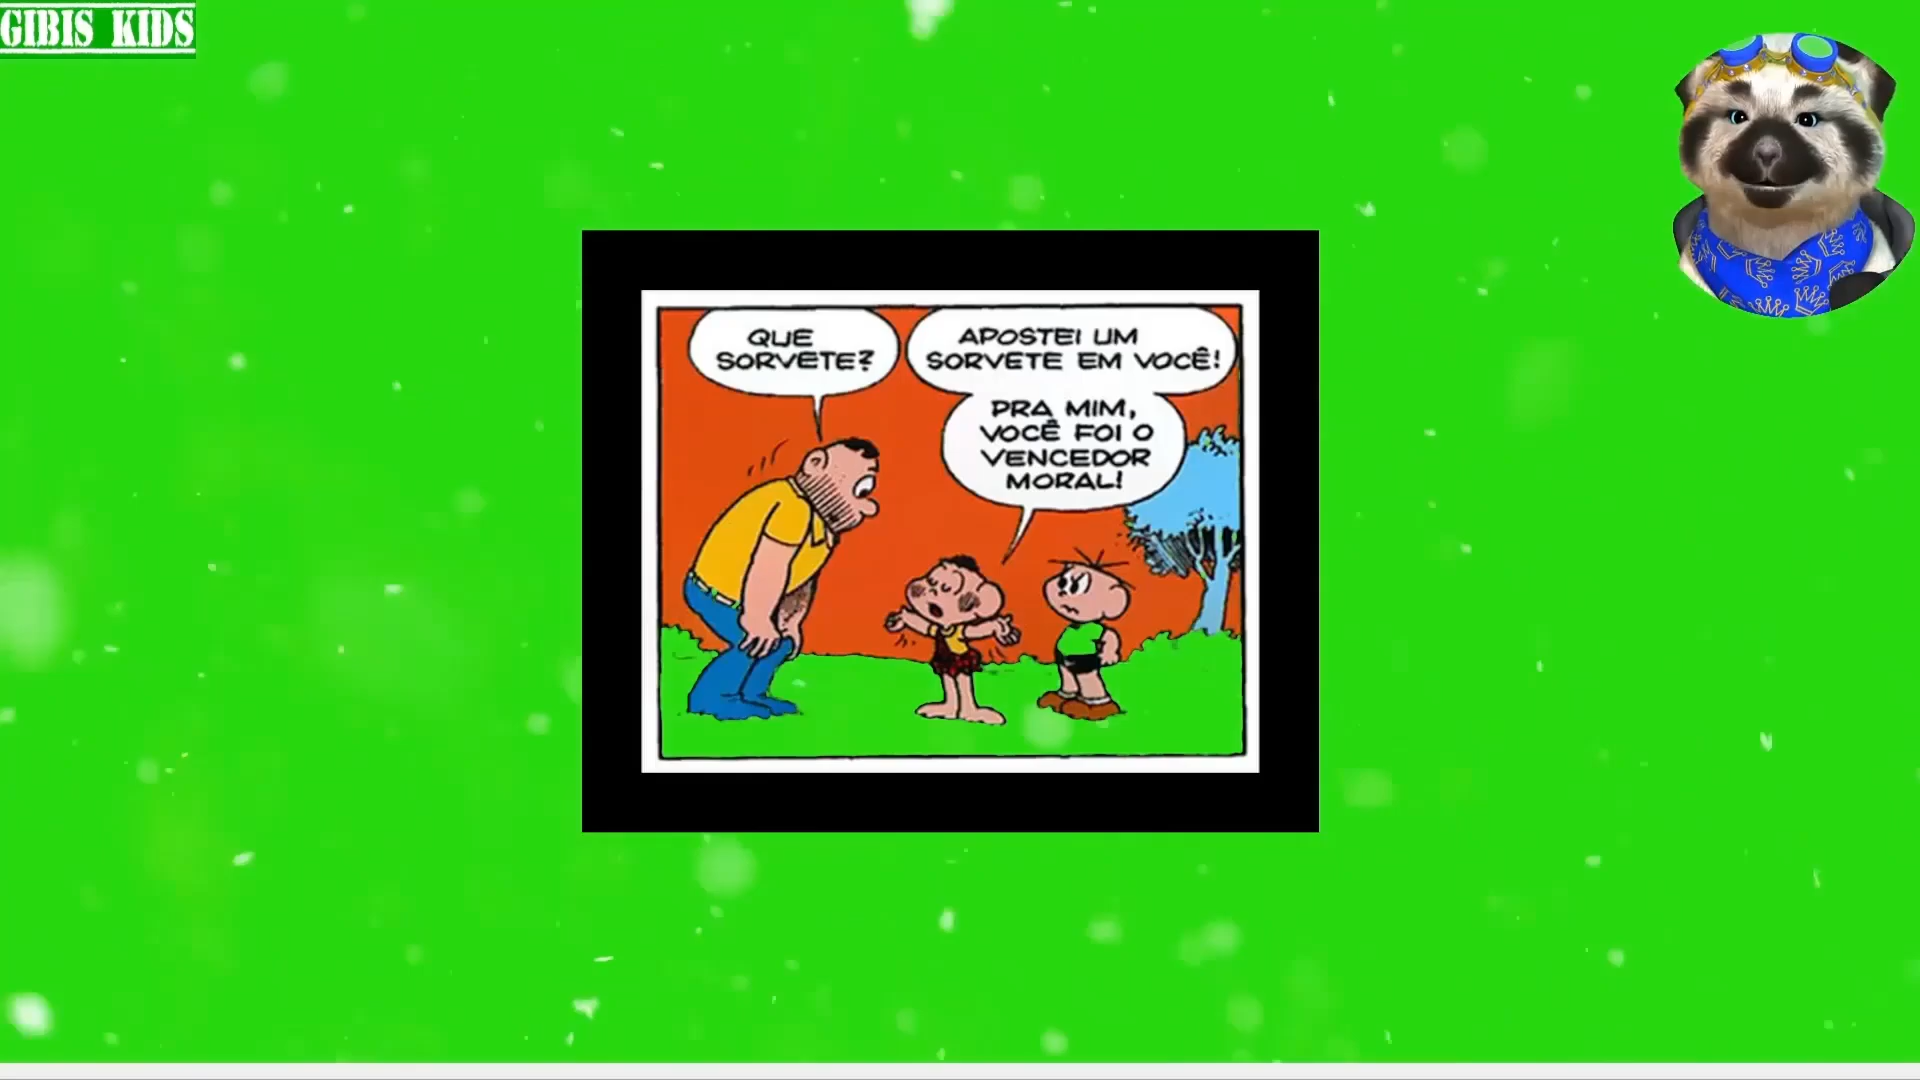 GIBIS KIDS
QUE
SORVETE?
APOSTEI UM
SORVETE EM VOCÊ!
PRA MIM,
VOCÊ FOI O
VENCEDOR
MORAL!